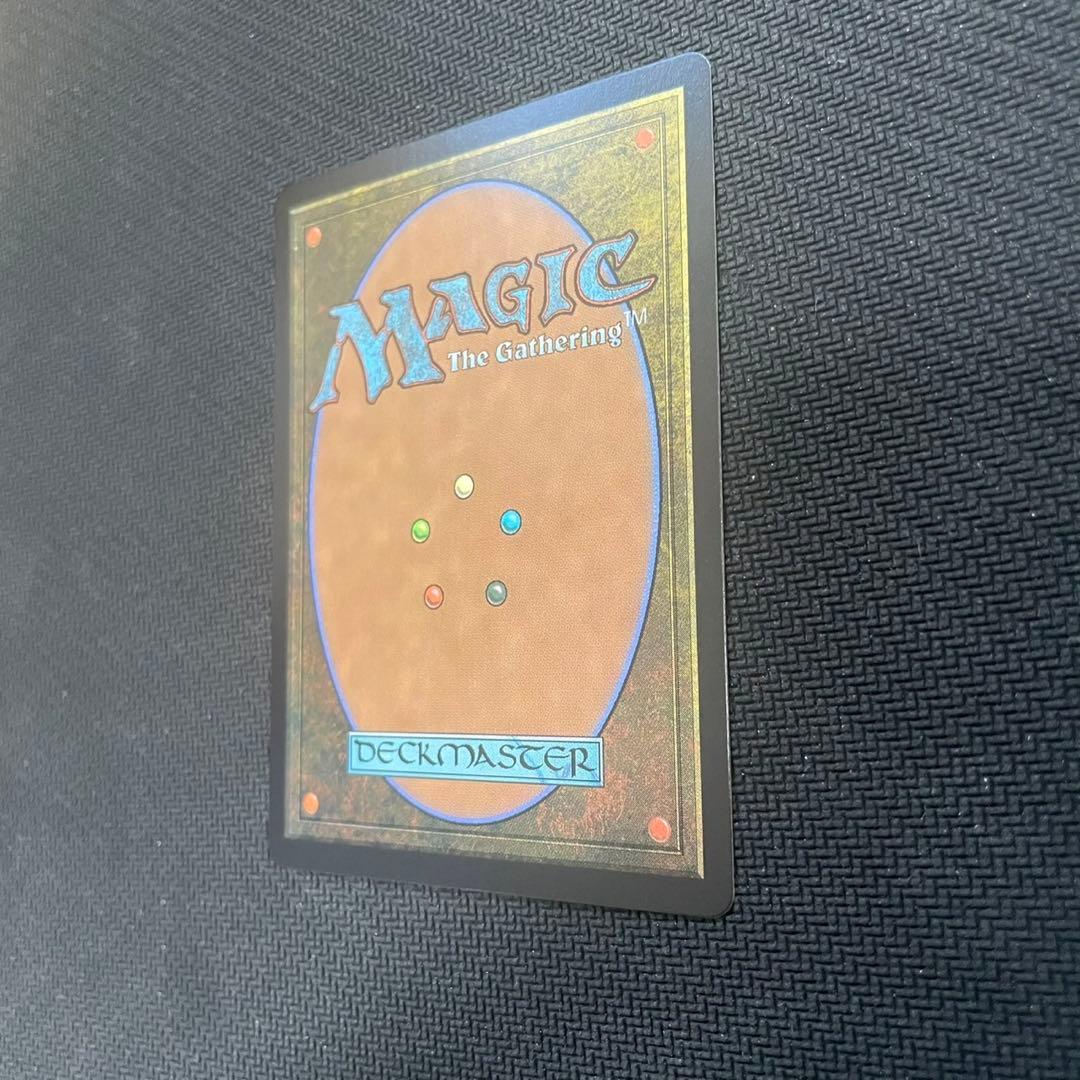 MAGIC
The Gathering™
DECKMASTER